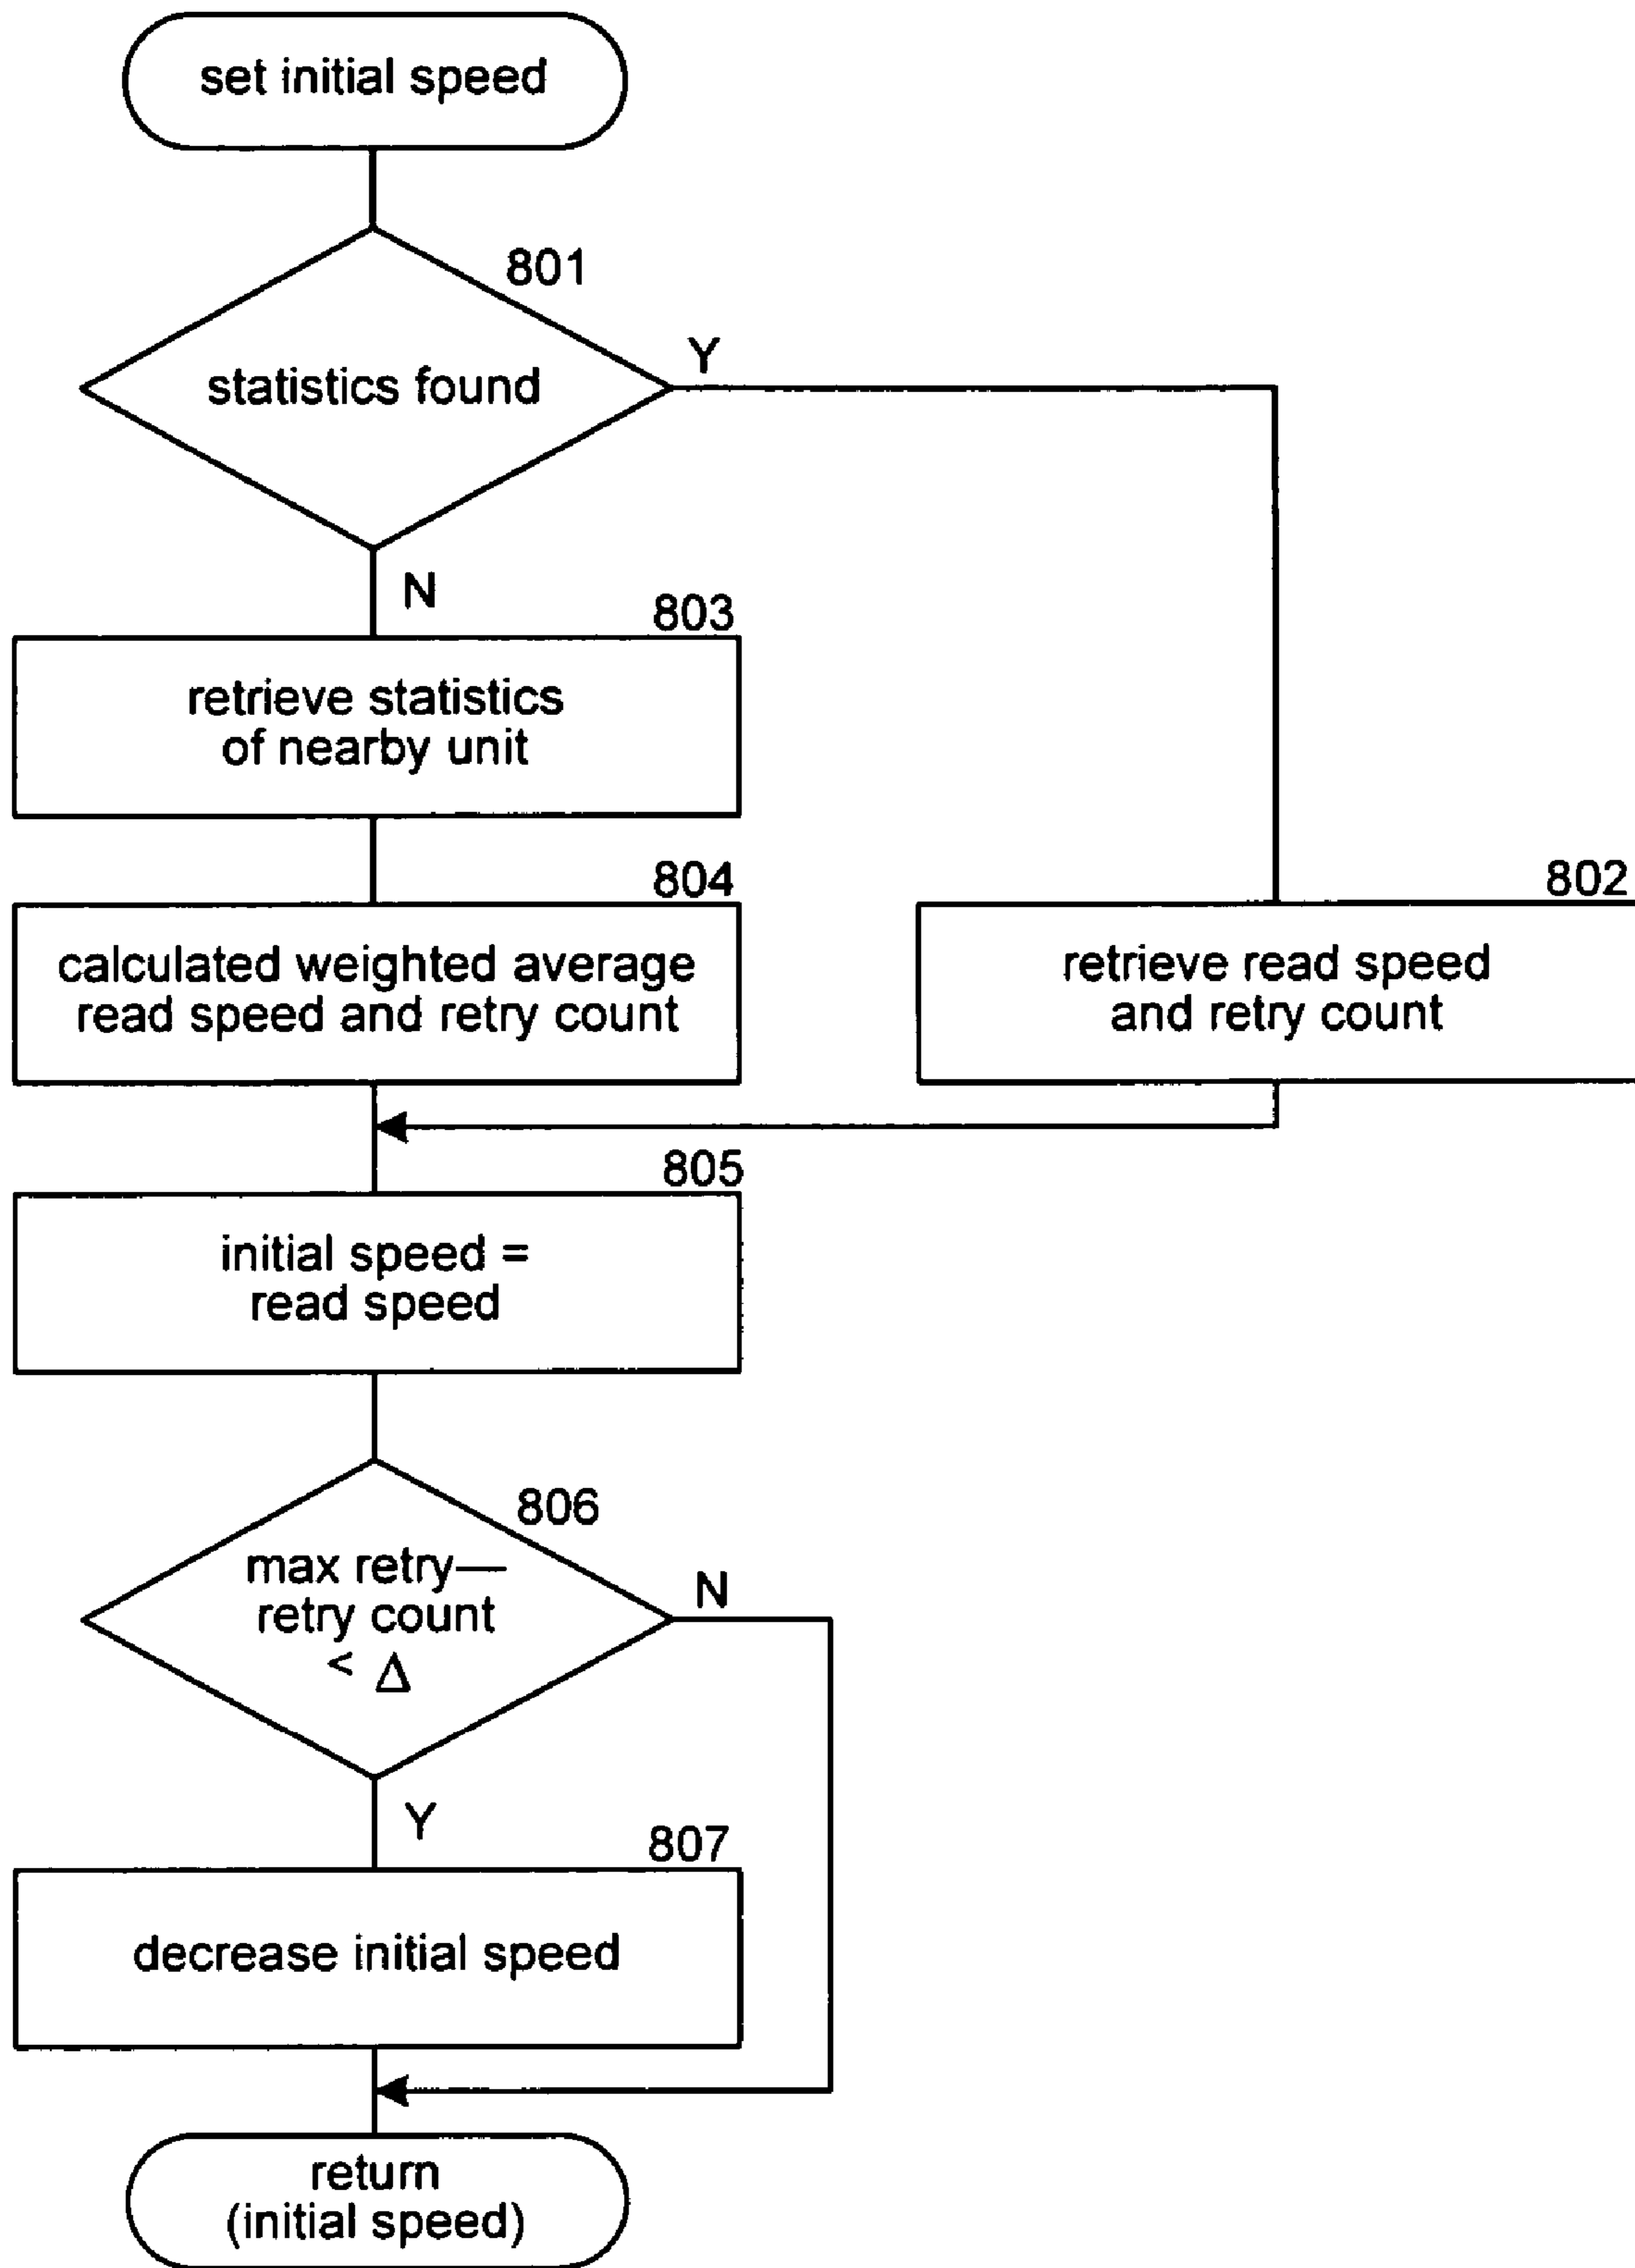 set initial speed
801
statistics found
Y
N
803
retrieve statistics
of nearby unit
804
calculated weighted average
read speed and retry count
802
retrieve read speed
and retry count
805
initial speed =
read speed
806
max retry—
retry count
< Δ
N
Y
807
decrease initial speed
return
(initial speed)